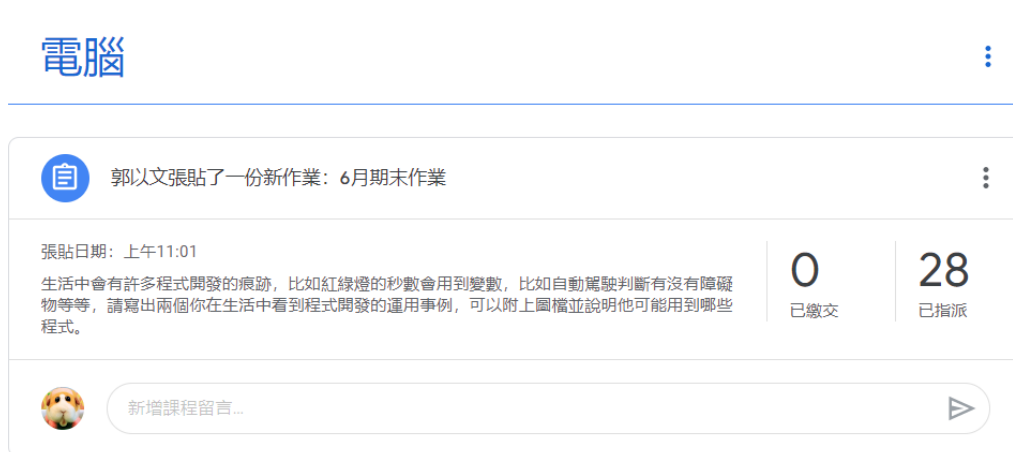 電腦
郭以文張貼了一份新作業：6月期末作業
張貼日期：上午11:01
生活中會有許多程式開發的痕跡，比如紅綠燈的秒數會用到變數，比如自動駕駛判斷有沒有障礙
物等等，請寫出兩個你在生活中看到程式開發的運用事例，可以附上圖檔並說明他可能用到哪些
程式。
0
已繳交
28
已指派
新增課程留言...